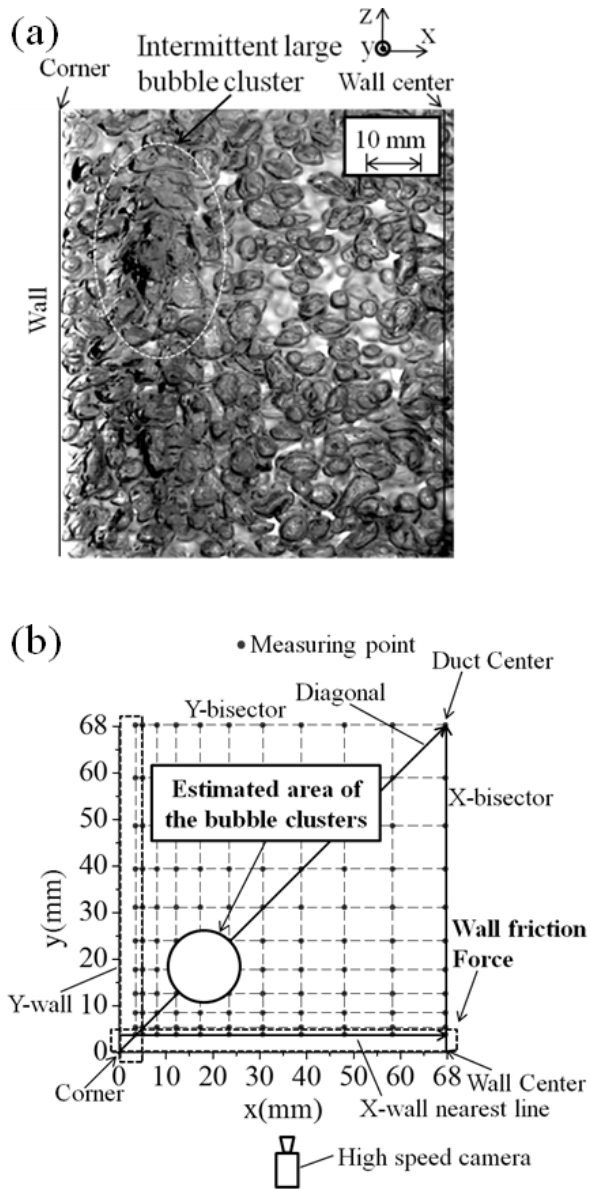 (a)
Z
y
X
Intermittent large
bubble cluster
Corner
Wall center
10 mm
Wall
(b)
Measuring point
Duct Center
Diagonal
Y-bisector
68
60
50
40
30
20
10
0
y(mm)
Estimated area of
the bubble clusters
X-bisector
Wall friction
Force
Y-wall
Corner
0 10 20 30 40 50 60 68
x(mm)
Wall Center
X-wall nearest line
High speed camera